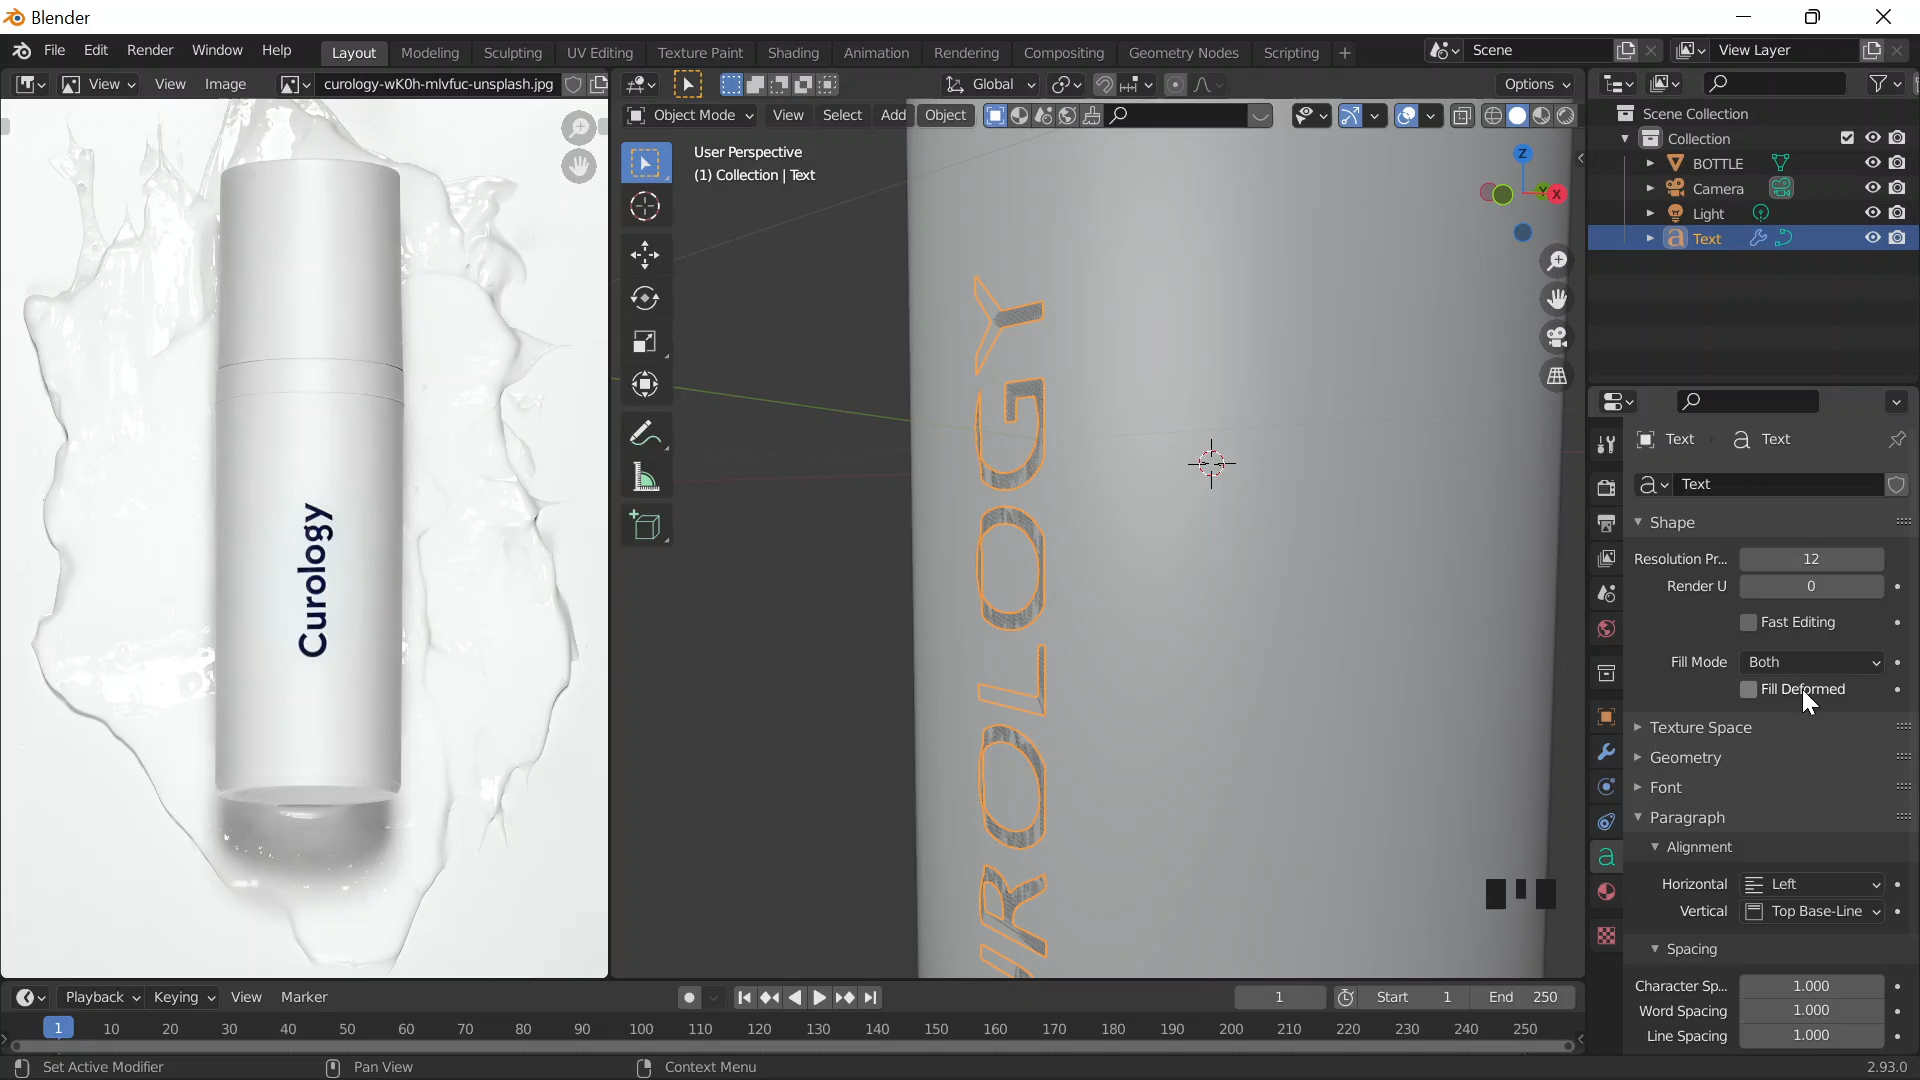 Blender
File Edit Render Window Help Layout Modeling Sculpting UV Editing Texture Paint Shading Animation Rendering Compositing Geometry Nodes Scripting + Scene View Layer
View View Image curology-wK0h-mlvfuc-unsplash.jpg Global Options
Object Mode View Select Add Object
User Perspective
(1) Collection | Text
Z
Y
X
Scene Collection
Collection
BOTTLE
Camera
Light
Text
Curology
UROLOGY
Text Text
Text
Shape
Resolution Pr... 12
Render U 0
Fast Editing
Fill Mode Both
Fill Deformed
Texture Space
Geometry
Font
Paragraph
Alignment
Horizontal Left
Vertical Top Base-Line
Spacing
Character Sp... 1.000
Word Spacing 1.000
Line Spacing 1.000
Playback Keying View Marker 1 Start 1 End 250
1 10 20 30 40 50 60 70 80 90 100 110 120 130 140 150 160 170 180 190 200 210 220 230 240 250
Set Active Modifier Pan View Context Menu 2.93.0